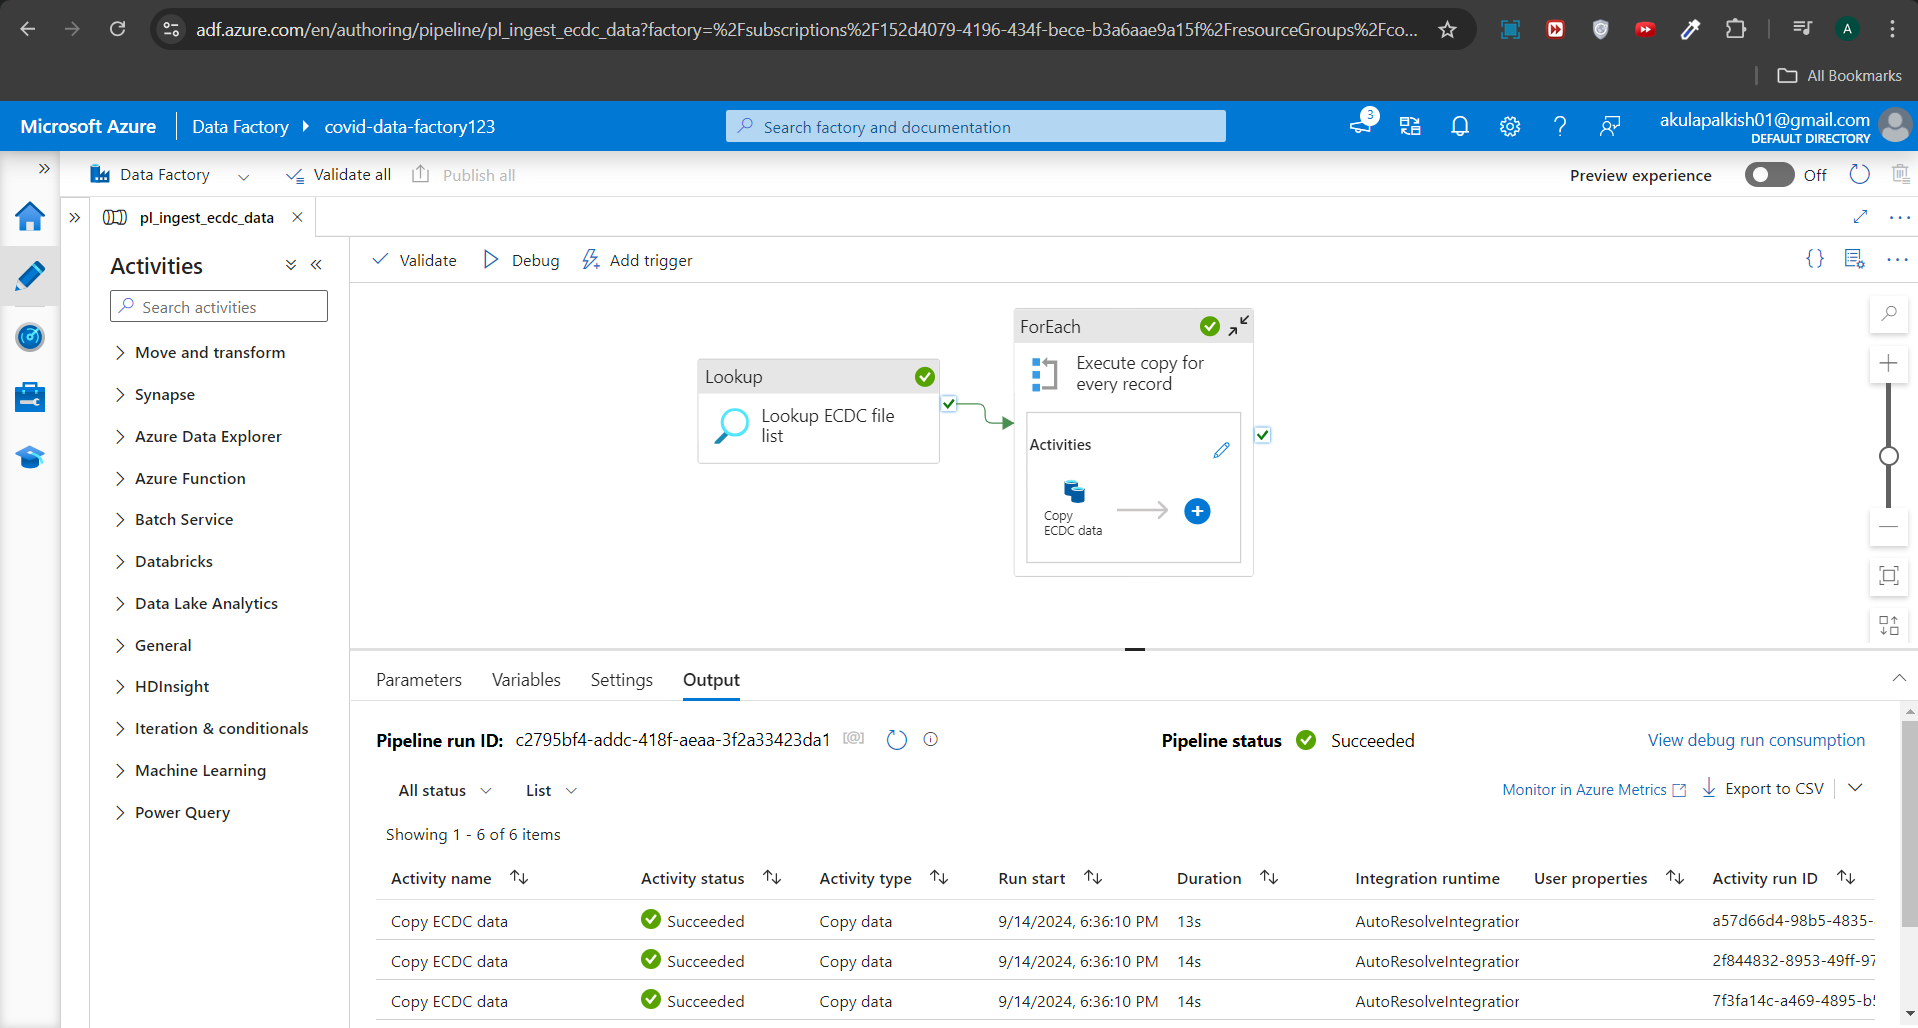 adf.azure.com/en/authoring/pipeline/pl_ingest_ecdc_data?factory=%2Fsubscriptions%2F152d4079-4196-434f-bece-b3a6aae9a15f%2FresourceGroups%2Fco...
A
All Bookmarks
Microsoft Azure
Data Factory
covid-data-factory123
Search factory and documentation
3
akulapalkish01@gmail.com
DEFAULT DIRECTORY
Data Factory
Validate all
Publish all
Preview experience
Off
pl_ingest_ecdc_data
Activities
Search activities
Move and transform
Synapse
Azure Data Explorer
Azure Function
Batch Service
Databricks
Data Lake Analytics
General
HDInsight
Iteration & conditionals
Machine Learning
Power Query
Validate
Debug
Add trigger
Lookup
Lookup ECDC file
list
ForEach
Execute copy for
every record
Activities
Copy
ECDC data
Parameters
Variables
Settings
Output
Pipeline run ID: c2795bf4-addc-418f-aeaa-3f2a33423da1
Pipeline status
Succeeded
View debug run consumption
All status
List
Monitor in Azure Metrics
Export to CSV
Showing 1 - 6 of 6 items
Activity name Activity status Activity type Run start Duration Integration runtime User properties Activity run ID
Copy ECDC data Succeeded Copy data 9/14/2024, 6:36:10 PM 13s AutoResolveIntegration a57d66d4-98b5-4835-
Copy ECDC data Succeeded Copy data 9/14/2024, 6:36:10 PM 14s AutoResolveIntegration 2f844832-8953-49ff-97
Copy ECDC data Succeeded Copy data 9/14/2024, 6:36:10 PM 14s AutoResolveIntegration 7f3fa14c-a469-4895-b5